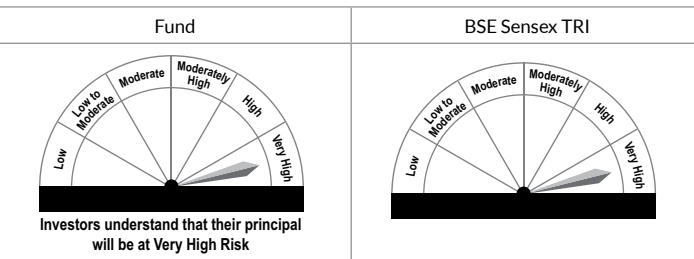 Fund
BSE Sensex TRI
Low
Low to
Moderate
Moderate
Moderately
High
High
Very High
Low
Low to
Moderate
Moderate
Moderately
High
High
Very High
Investors understand that their principal
will be at Very High Risk